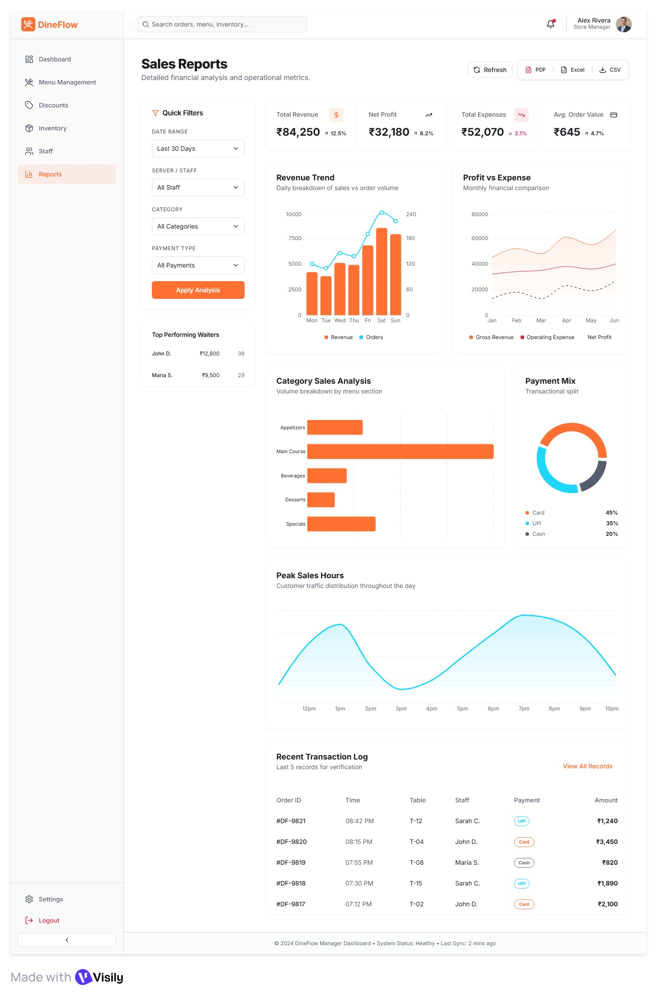 DineFlow
Search orders, menu, inventory...
Alex Rivera
Store Manager
Dashboard
Menu Management
Discounts
Inventory
Staff
Reports
Sales Reports
Detailed financial analysis and operational metrics.
Refresh
PDF
Excel
CSV
Quick Filters
DATE RANGE
Last 30 Days
SERVER / STAFF
All Staff
CATEGORY
All Categories
PAYMENT TYPE
All Payments
Apply Analysis
Top Performing Waiters
John D. ₹12,800 38
Maria S. ₹9,500 29
Total Revenue
₹84,250 12.5%
Net Profit
₹32,180 8.2%
Total Expenses
₹52,070 2.1%
Avg. Order Value
₹645 4.7%
Revenue Trend
Daily breakdown of sales vs order volume
10000 240
7500 180
5000 120
2500 60
0 0
Mon Tue Wed Thu Fri Sat Sun
Revenue Orders
Profit vs Expense
Monthly financial comparison
80000
60000
40000
20000
0
Jan Feb Mar Apr May Jun
Gross Revenue Operating Expense Net Profit
Category Sales Analysis
Volume breakdown by menu section
Appetizers
Main Course
Beverages
Desserts
Specials
Payment Mix
Transactional split
Card 45%
UPI 35%
Cash 20%
Peak Sales Hours
Customer traffic distribution throughout the day
12pm 1pm 2pm 3pm 4pm 5pm 6pm 7pm 8pm 9pm 10pm
Recent Transaction Log
Last 5 records for verification
View All Records
Order ID Time Table Staff Payment Amount
#DF-9821 08:42 PM T-12 Sarah C. UPI ₹1,240
#DF-9820 08:15 PM T-04 John D. Card ₹3,450
#DF-9819 07:55 PM T-08 Maria S. Cash ₹820
#DF-9818 07:30 PM T-15 Sarah C. UPI ₹1,890
#DF-9817 07:12 PM T-02 John D. Card ₹2,100
Settings
Logout
© 2024 DineFlow Manager Dashboard • System Status: Healthy • Last Sync: 2 mins ago
Made with Visily